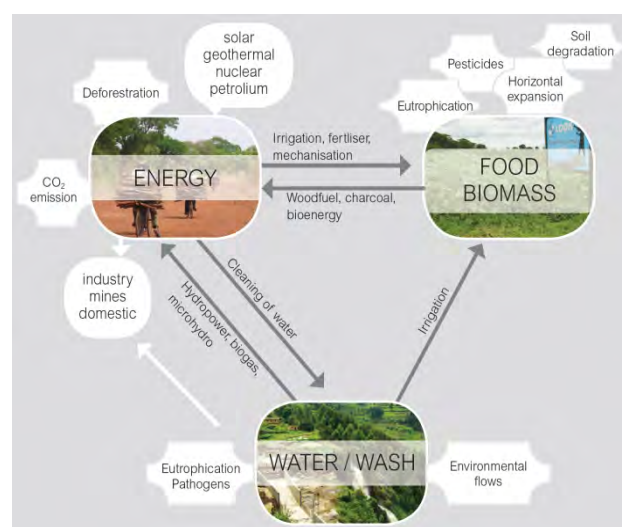 solar
geothermal
nuclear
petrolium
Soil
degradation
Pesticides
Horizontal
expansion
Deforestration
Eutrophication
Irrigation, fertliser,
mechanisation
ENERGY
FOOD
BIOMASS
CO₂
emission
Woodfuel, charcoal,
bioenergy
industry
mines
domestic
Cleaning of water
Hydropower, biogas,
microhydro
Irrigation
Eutrophication
Pathogens
WATER / WASH
Environmental
flows